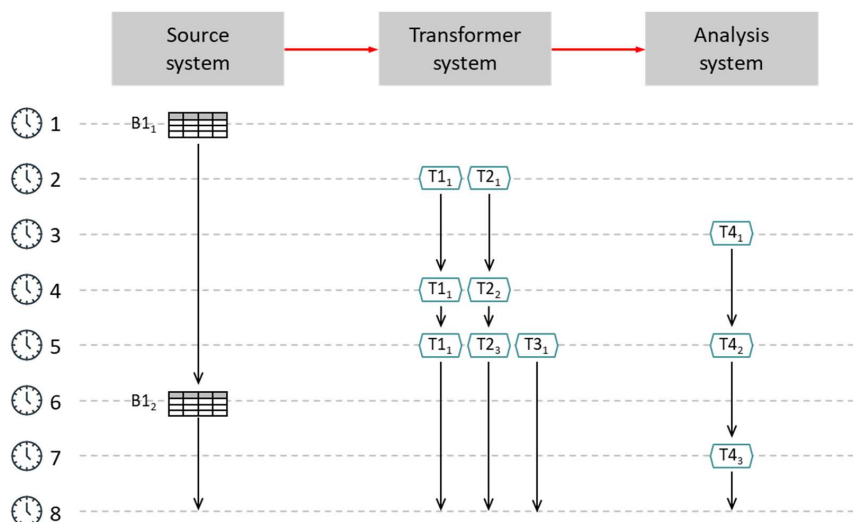 Source
system
Transformer
system
Analysis
system
1
B1₁
2
T1₁ T2₁
3
T4₁
4
T1₁ T2₂
5
T1₁ T2₃ T3₁ T4₂
6
B1₂
7
T4₃
8